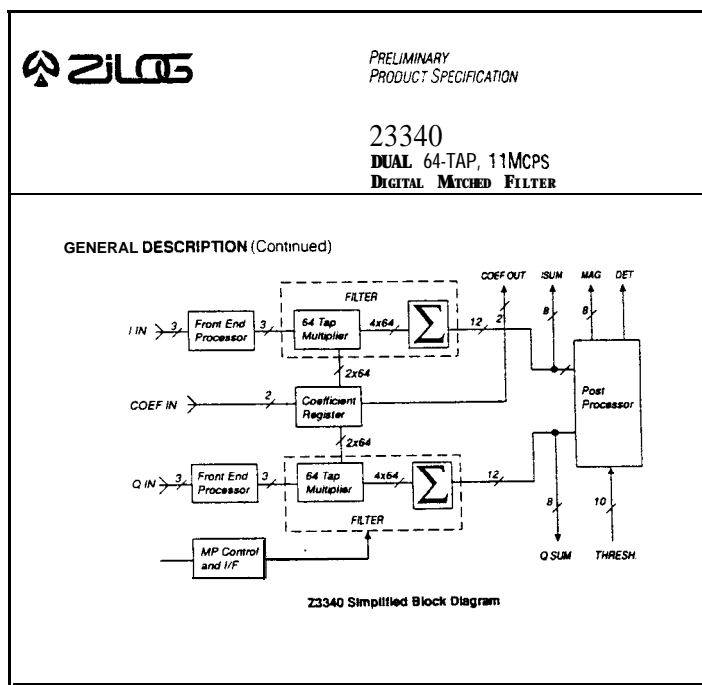 ZiLOG
PRELIMINARY
PRODUCT SPECIFICATION
23340
DUAL 64-TAP, 11MCPS
DIGITAL MATCHED FILTER
GENERAL DESCRIPTION (Continued)
COEF OUT ISUM MAG DET
FILTER
I IN 3 Front End Processor 3 64 Tap Multiplier 4x64 Σ 12 2 8 8
2x64
COEF IN 2 Coefficient Register
Post Processor
2x64
Q IN 3 Front End Processor 3 64 Tap Multiplier 4x64 Σ 12 8 10
FILTER
MP Control and I/F
Q SUM THRESH.
Z3340 Simplified Block Diagram